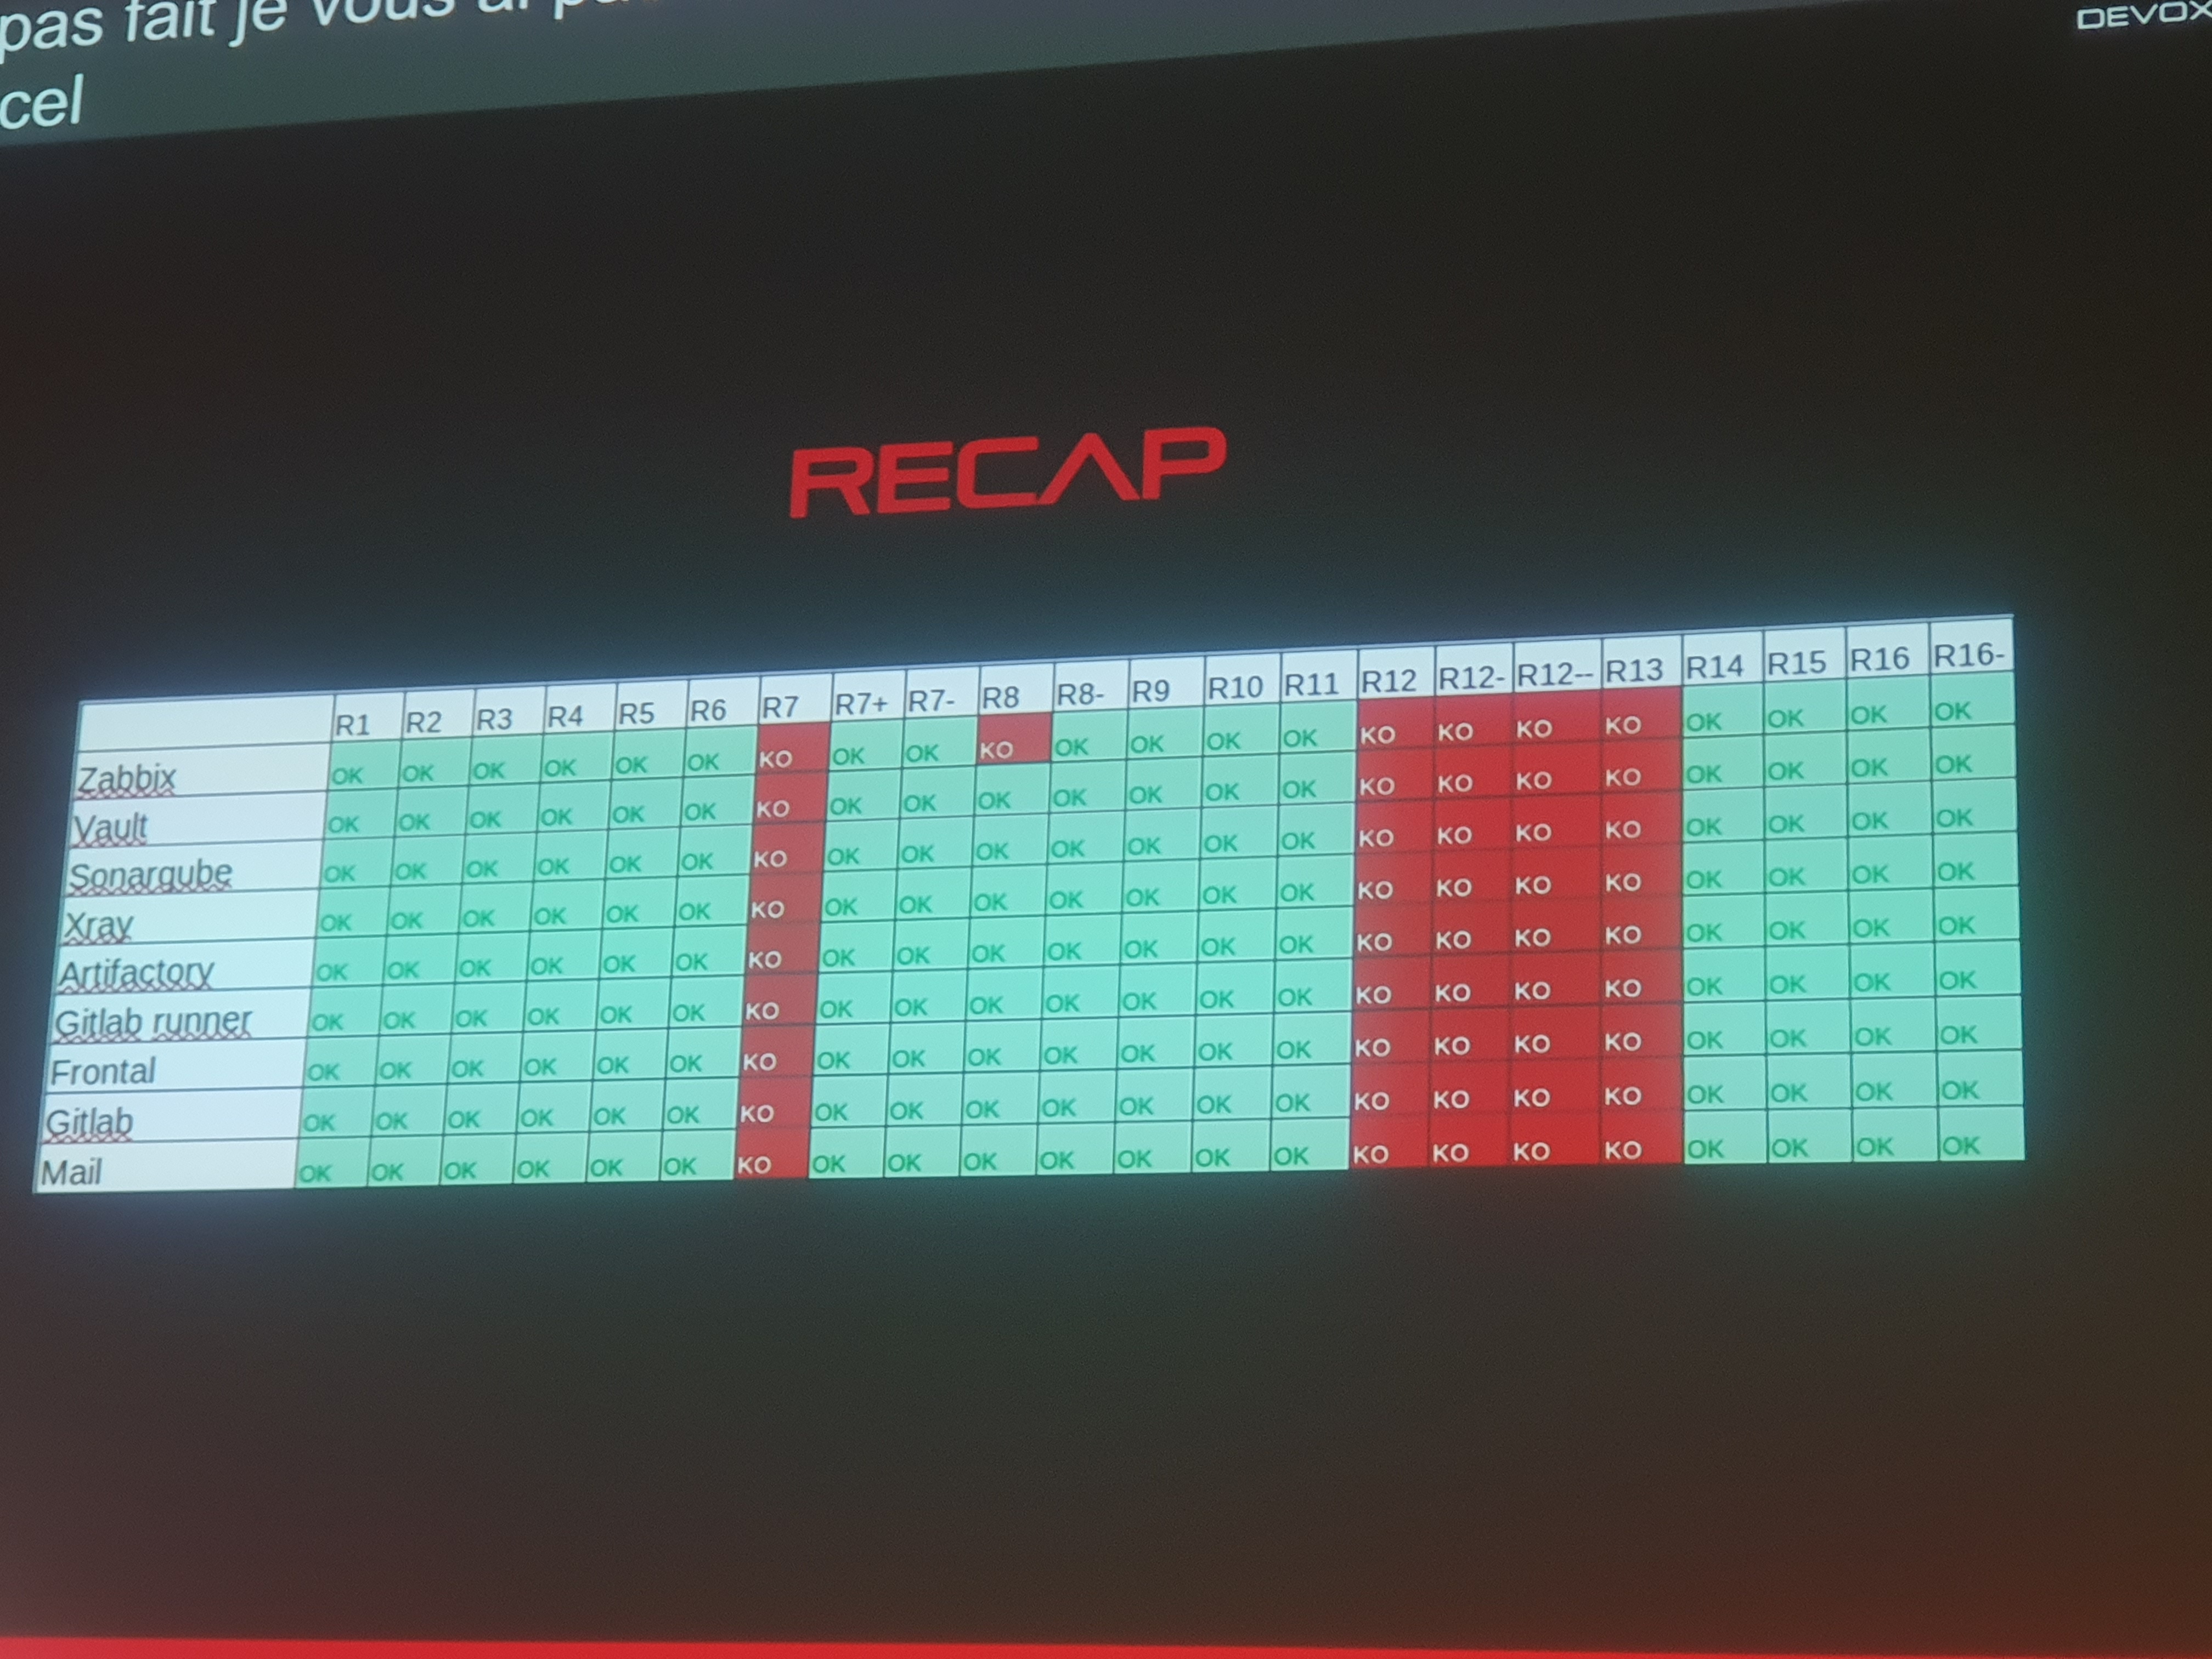 pas fait je vous ai
cel
RECAP
R1 R2 R3 R4 R5 R6 R7 R7+ R7- R8 R8- R9 R10 R11 R12 R12- R12-- R13 R14 R15 R16 R16-
Zabbix OK OK OK OK OK OK KO OK OK KO OK OK OK OK KO KO KO KO OK OK OK OK
Vault OK OK OK OK OK OK KO OK OK OK OK OK OK OK KO KO KO KO OK OK OK OK
Sonarqube OK OK OK OK OK OK KO OK OK OK OK OK OK OK KO KO KO KO OK OK OK OK
Xray OK OK OK OK OK OK KO OK OK OK OK OK OK OK KO KO KO KO OK OK OK OK
Artifactory OK OK OK OK OK OK KO OK OK OK OK OK OK OK KO KO KO KO OK OK OK OK
Gitlab runner OK OK OK OK OK OK KO OK OK OK OK OK OK OK KO KO KO KO OK OK OK OK
Frontal OK OK OK OK OK OK KO OK OK OK OK OK OK OK KO KO KO KO OK OK OK OK
Gitlab OK OK OK OK OK OK KO OK OK OK OK OK OK OK KO KO KO KO OK OK OK OK
Mail OK OK OK OK OK OK KO OK OK OK OK OK OK OK KO KO KO KO OK OK OK OK